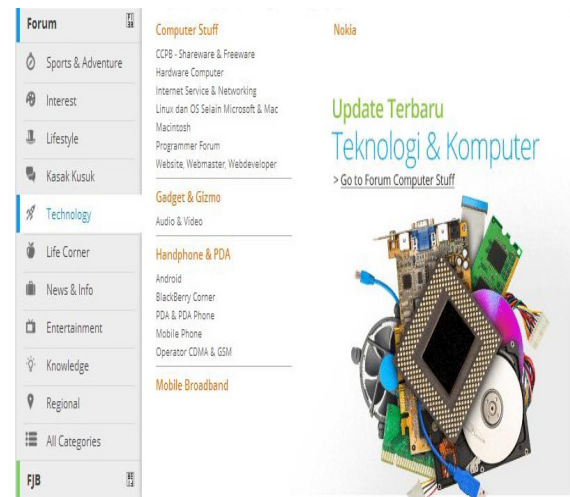 Forum
Sports & Adventure
Interest
Lifestyle
Kasak Kusuk
Technology
Life Corner
News & Info
Entertainment
Knowledge
Regional
All Categories
FJB
Computer Stuff
CCPB - Shareware & Freeware
Hardware Computer
Internet Service & Networking
Linux dan OS Selain Microsoft & Mac
Macintosh
Programmer Forum
Website, Webmaster, Webdeveloper
Gadget & Gizmo
Audio & Video
Handphone & PDA
Android
BlackBerry Corner
PDA & PDA Phone
Mobile Phone
Operator CDMA & GSM
Mobile Broadband
Nokia
Update Terbaru
Teknologi & Komputer
> Go to Forum Computer Stuff